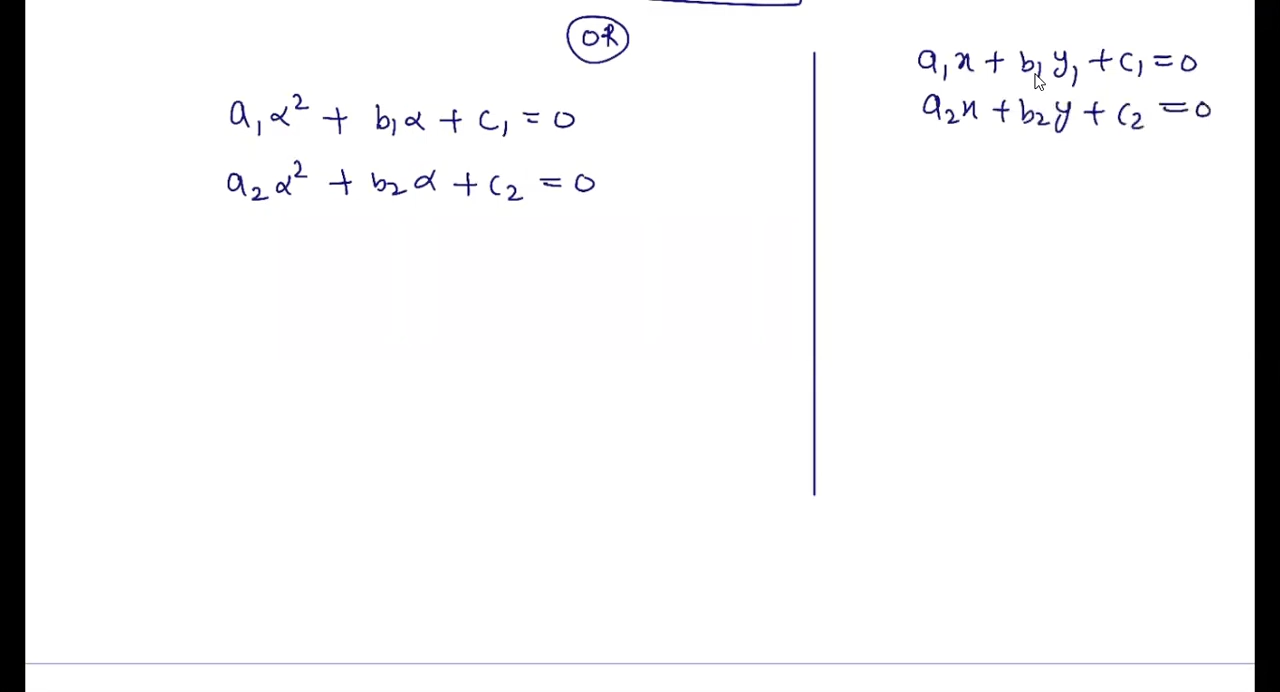 OR
a₁α² + b₁α + c₁ = 0
a₂α² + b₂α + c₂ = 0
a₁x + b₁y₁ + c₁ = 0
a₂x + b₂y + c₂ = 0